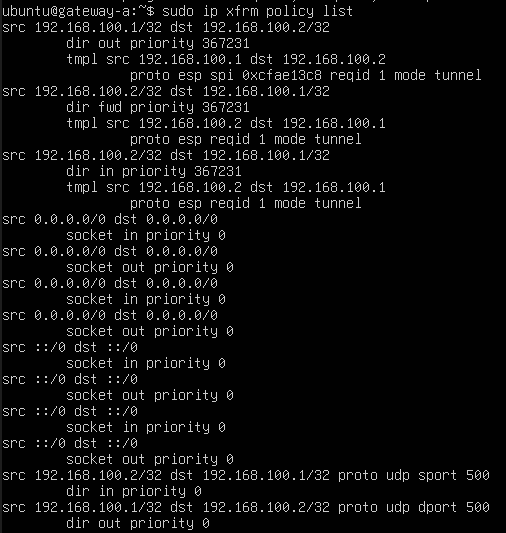 ubuntu@gateway-a:~$ sudo ip xfrm policy list
src 192.168.100.1/32 dst 192.168.100.2/32
dir out priority 367231
tmpl src 192.168.100.1 dst 192.168.100.2
proto esp spi 0xcfae13c8 reqid 1 mode tunnel
src 192.168.100.2/32 dst 192.168.100.1/32
dir fwd priority 367231
tmpl src 192.168.100.2 dst 192.168.100.1
proto esp reqid 1 mode tunnel
src 192.168.100.2/32 dst 192.168.100.1/32
dir in priority 367231
tmpl src 192.168.100.2 dst 192.168.100.1
proto esp reqid 1 mode tunnel
src 0.0.0.0/0 dst 0.0.0.0/0
socket in priority 0
src 0.0.0.0/0 dst 0.0.0.0/0
socket out priority 0
src 0.0.0.0/0 dst 0.0.0.0/0
socket in priority 0
src 0.0.0.0/0 dst 0.0.0.0/0
socket out priority 0
src ::/0 dst ::/0
socket in priority 0
src ::/0 dst ::/0
socket out priority 0
src ::/0 dst ::/0
socket in priority 0
src ::/0 dst ::/0
socket out priority 0
src 192.168.100.2/32 dst 192.168.100.1/32 proto udp sport 500
dir in priority 0
src 192.168.100.1/32 dst 192.168.100.2/32 proto udp dport 500
dir out priority 0